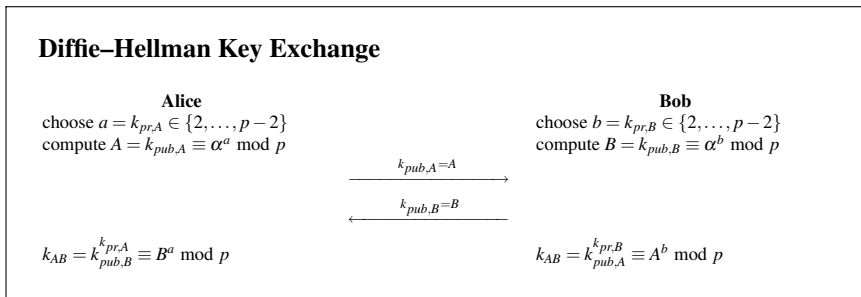 Diffie–Hellman Key Exchange
Alice
Bob
choose a = k_{pr,A} ∈ {2,...,p−2}
choose b = k_{pr,B} ∈ {2,...,p−2}
compute A = k_{pub,A} ≡ α^a mod p
compute B = k_{pub,B} ≡ α^b mod p
k_{pub,A}=A
k_{pub,B}=B
k_{AB} = k_{pub,B}^{k_{pr,A}} ≡ B^a mod p
k_{AB} = k_{pub,A}^{k_{pr,B}} ≡ A^b mod p